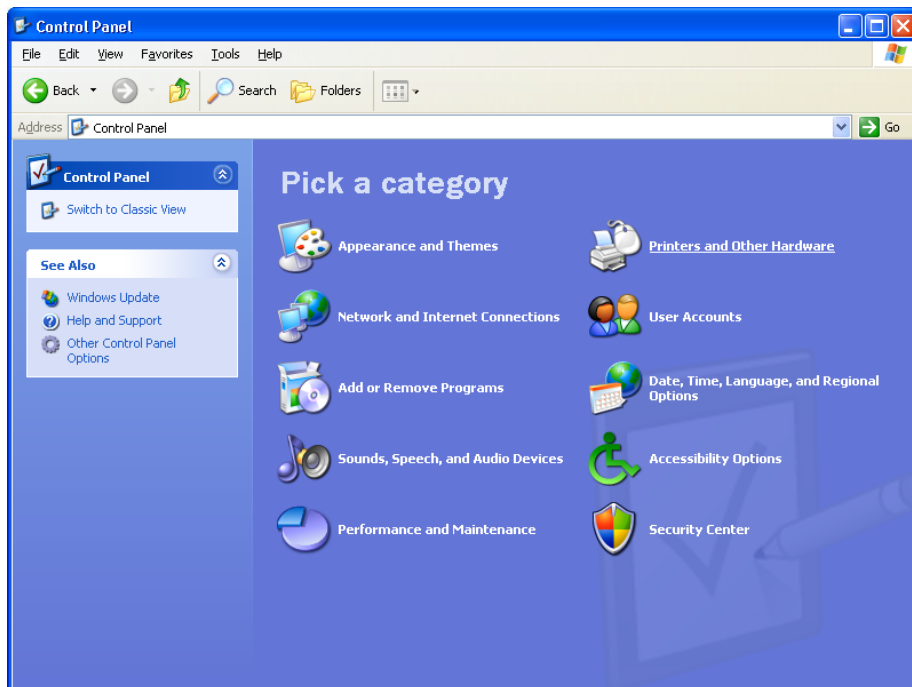 Control Panel
File Edit View Favorites Tools Help
Back Search Folders
Address Control Panel Go
Control Panel
Switch to Classic View
See Also
Windows Update
Help and Support
Other Control Panel
Options
Pick a category
Appearance and Themes
Printers and Other Hardware
Network and Internet Connections
User Accounts
Add or Remove Programs
Date, Time, Language, and Regional
Options
Sounds, Speech, and Audio Devices
Accessibility Options
Performance and Maintenance
Security Center